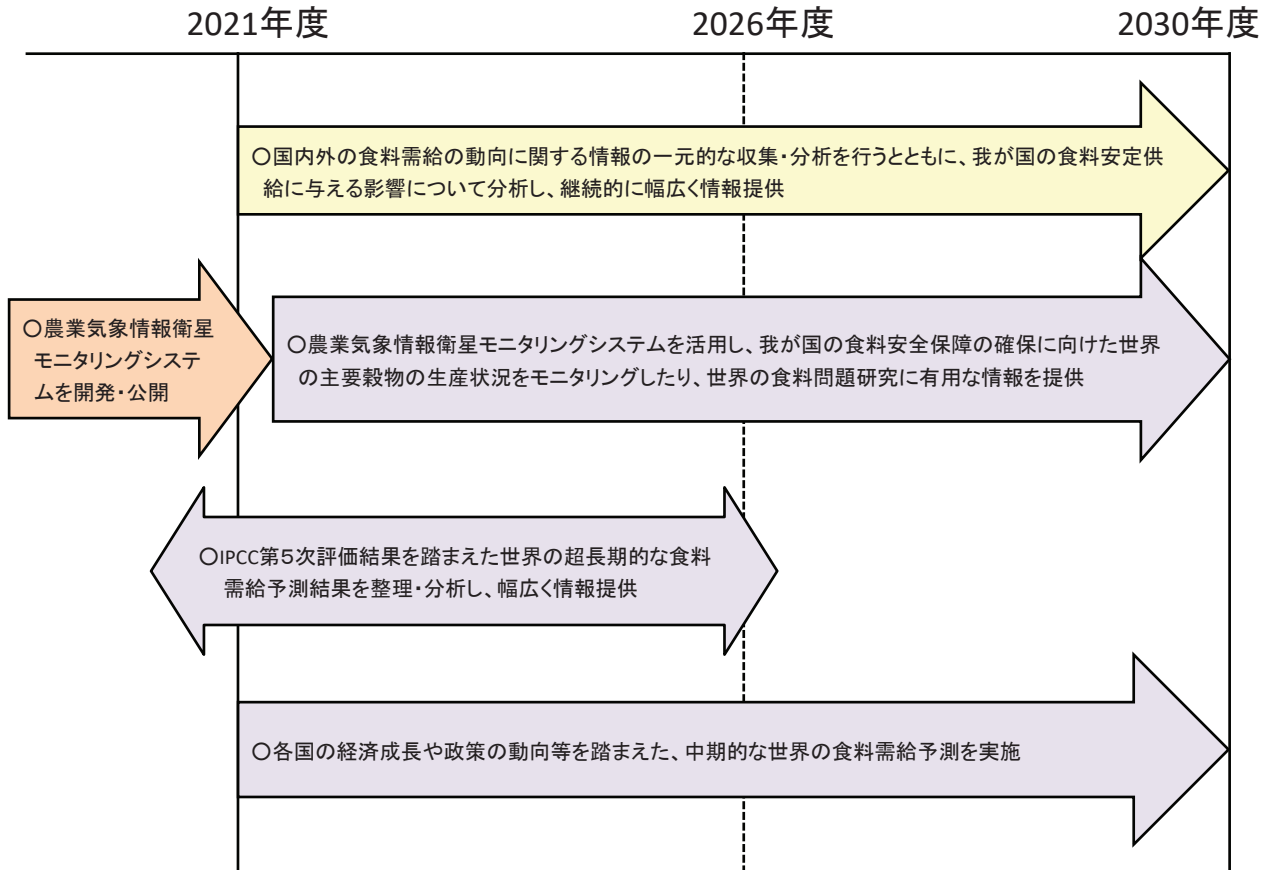 2021年度
2026年度
2030年度
○国内外の食料需給の動向に関する情報の一元的な収集・分析を行うとともに、我が国の食料安定供
給に与える影響について分析し、継続的に幅広く情報提供
○農業気象情報衛星
モニタリングシステ
ムを開発・公開
○農業気象情報衛星モニタリングシステムを活用し、我が国の食料安全保障の確保に向けた世界
の主要穀物の生産状況をモニタリングしたり、世界の食料問題研究に有用な情報を提供
○IPCC第5次評価結果を踏まえた世界の超長期的な食料
需給予測結果を整理・分析し、幅広く情報提供
○各国の経済成長や政策の動向等を踏まえた、中期的な世界の食料需給予測を実施